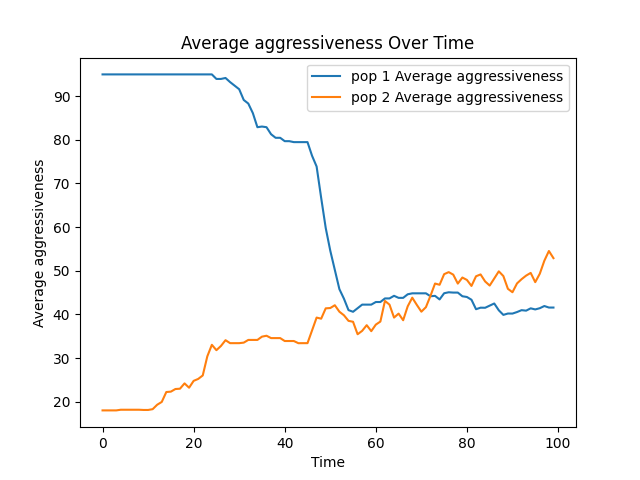 Average aggressiveness Over Time
pop 1 Average aggressiveness
pop 2 Average aggressiveness
Average aggressiveness
90
80
70
60
50
40
30
20
0 20 40 60 80 100
Time